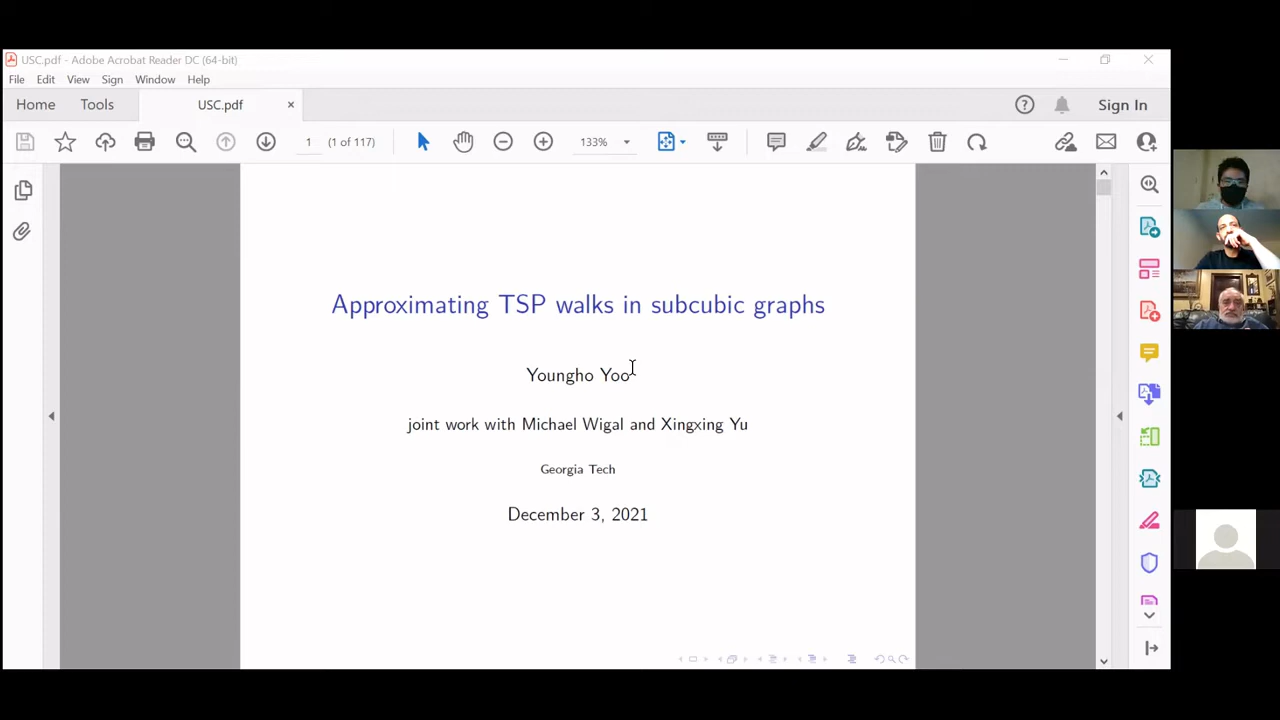 USC.pdf - Adobe Acrobat Reader DC (64-bit)
File Edit View Sign Window Help
Home Tools USC.pdf × Sign In
1 (1 of 117) 133%
Approximating TSP walks in subcubic graphs
Youngho Yoo
joint work with Michael Wigal and Xingxing Yu
Georgia Tech
December 3, 2021